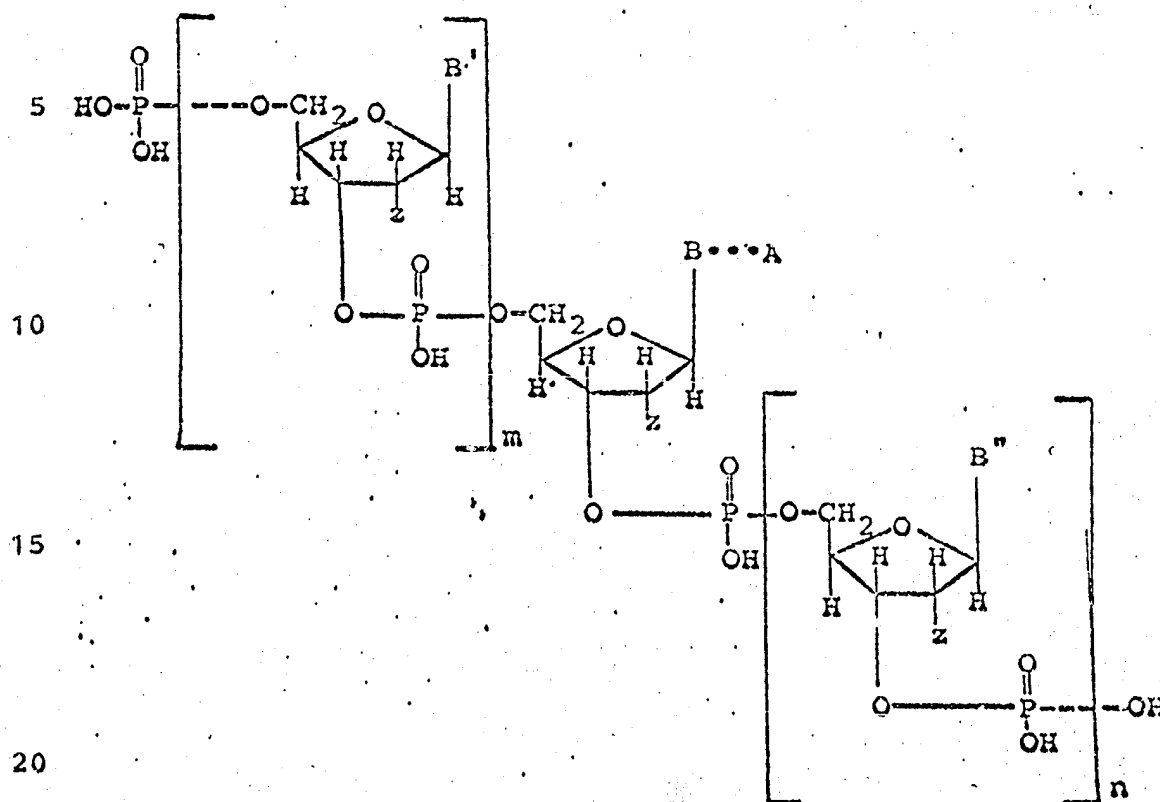 O B'
5 HO-P O-CH2 O
OH H H
H z H
O B•••A
10 O P O-CH2 O
OH H H
H z H
m
O B"
O P O-CH2 O
15 OH H H
H z H
O
O P OH
OH
20
n